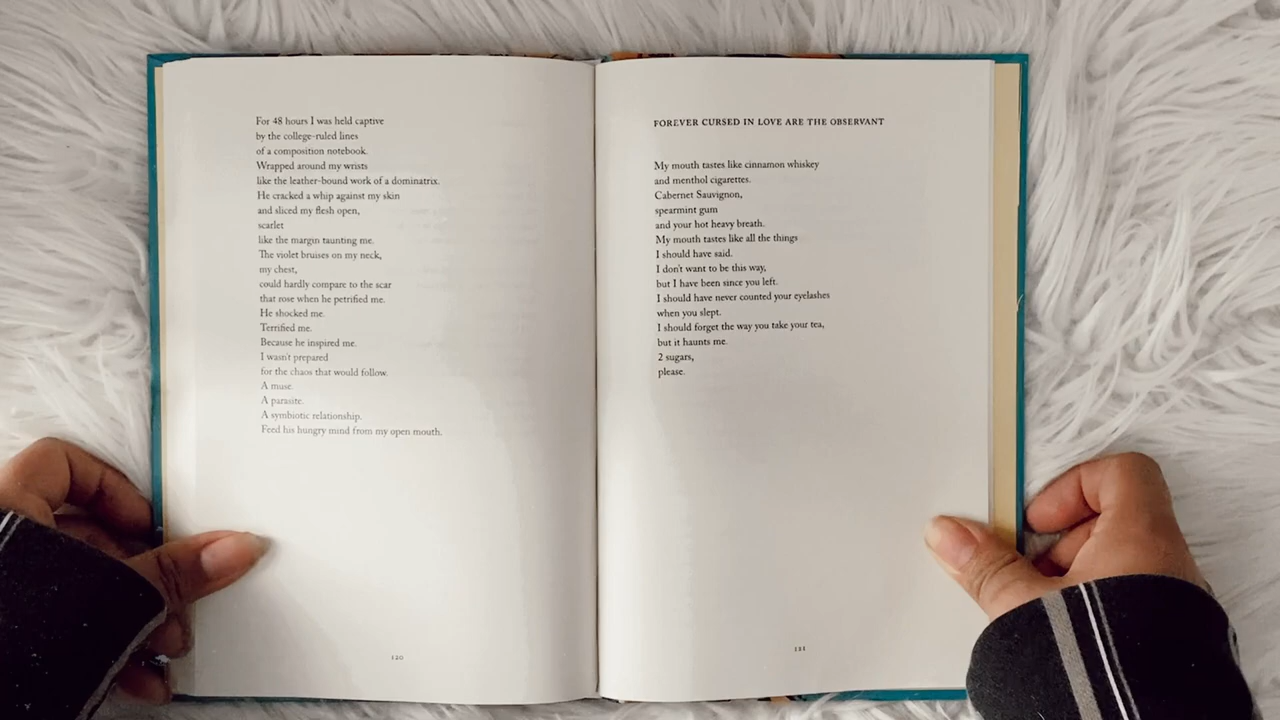 For 48 hours I was held captive
by the college-ruled lines
of a composition notebook.
Wrapped around my wrists
like the leather-bound work of a dominatrix.
He cracked a whip against my skin
and sliced my flesh open,
scarlet
like the margin taunting me.
The violet bruises on my neck,
my chest,
could hardly compare to the scar
that rose when he petrified me.
He shocked me.
Terrified me.
Because he inspired me.
I wasn't prepared
for the chaos that would follow.
A muse.
A parasite.
A symbiotic relationship.
Feed his hungry mind from my open mouth.
120
FOREVER CURSED IN LOVE ARE THE OBSERVANT
My mouth tastes like cinnamon whiskey
and menthol cigarettes.
Cabernet Sauvignon,
spearmint gum
and your hot heavy breath.
My mouth tastes like all the things
I should have said.
I don't want to be this way,
but I have been since you left.
I should have never counted your eyelashes
when you slept.
I should forget the way you take your tea,
but it haunts me.
2 sugars,
please.
121